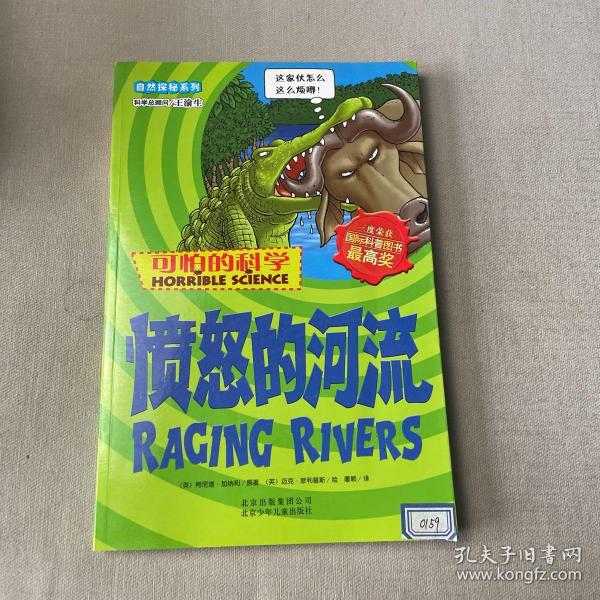 自然探秘系列
科学总顾问/王渝生
这家伙怎么
这么烦哪!
二度荣获
国际科普图书
最高奖
可怕的科学
HORRIBLE SCIENCE
愤怒的河流
RAGING RIVERS
(英)阿尼塔·加纳利/原著 (英)迈克·菲利普斯/绘 屠颖/译
北京出版集团公司
北京少年儿童出版社
0159
孔夫子旧书网
www.kongfz.com